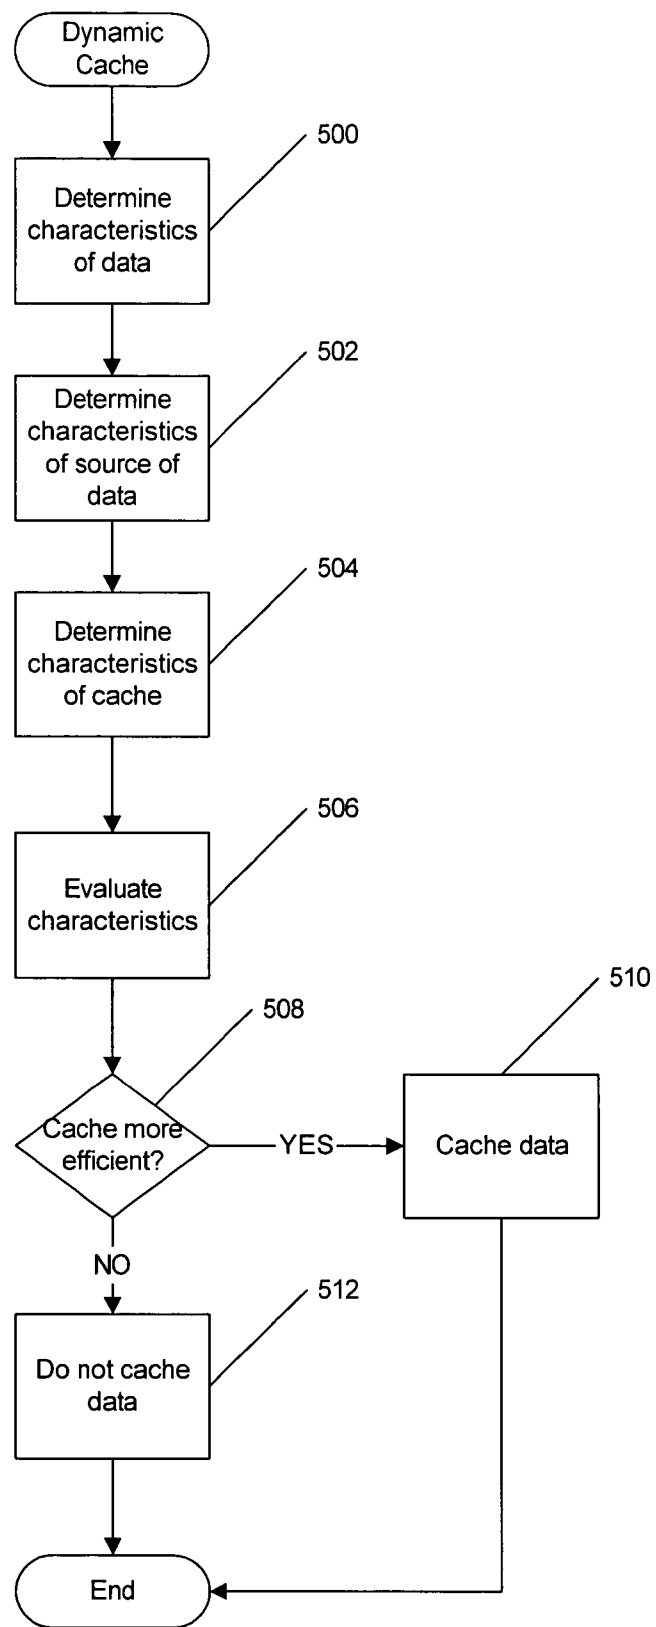 Dynamic
Cache
500
Determine
characteristics
of data
502
Determine
characteristics
of source of
data
504
Determine
characteristics
of cache
506
Evaluate
characteristics
508
Cache more
efficient?
YES
510
Cache data
NO
512
Do not cache
data
End